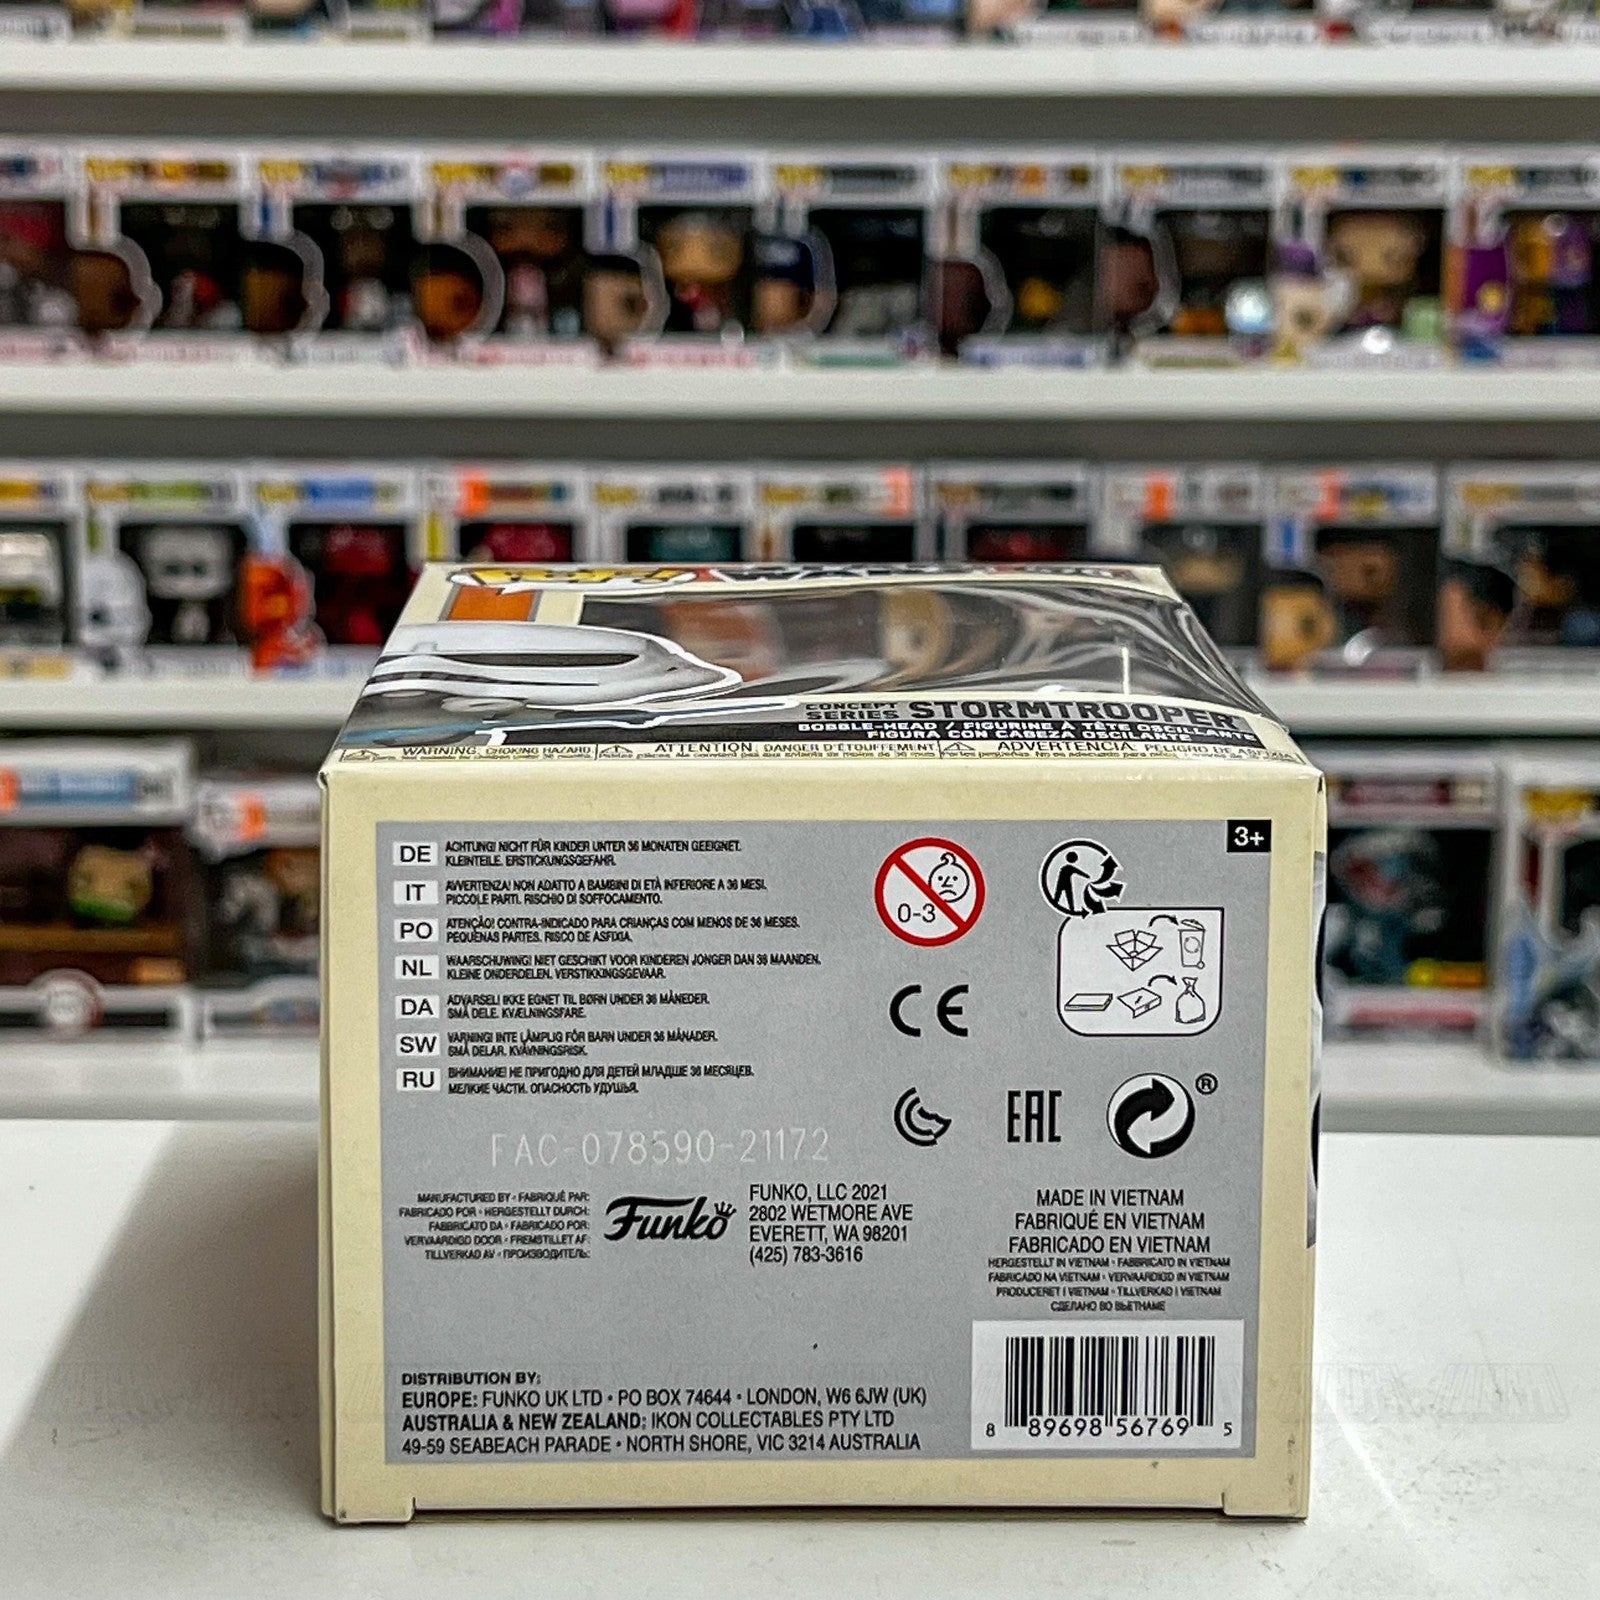 CONCEPT
SERIES STORMTROOPER
BOBBLE-HEAD / FIGURINE À TÊTE OSCILLANTE
FIGURA CON CABEZA OSCILANTE
WARNING: CHOKING HAZARD
ATTENTION: DANGER D'ÉTOUFFEMENT
ADVERTENCIA: PELIGRO DE ASFIXIA
3+
DE ACHTUNG! NICHT FÜR KINDER UNTER 36 MONATEN GEEIGNET.
KLEINTEILE. ERSTICKUNGSGEFAHR.
IT AVVERTENZA! NON ADATTO A BAMBINI DI ETÀ INFERIORE A 36 MESI.
PICCOLE PARTI. RISCHIO DI SOFFOCAMENTO.
PO ATENÇÃO! CONTRA-INDICADO PARA CRIANÇAS COM MENOS DE 36 MESES.
PEQUENAS PARTES. RISCO DE ASFIXIA.
NL WAARSCHUWING! NIET GESCHIKT VOOR KINDEREN JONGER DAN 36 MAANDEN.
KLEINE ONDERDELEN. VERSTIKKINGSGEVAAR.
DA ADVARSEL! IKKE EGNET TIL BØRN UNDER 36 MÅNEDER.
SMÅ DELE. KVÆLNINGSFARE.
SW VARNING! INTE LÄMPLIG FÖR BARN UNDER 36 MÅNADER.
SMÅ DELAR. KVÄVNINGSRISK.
RU ВНИМАНИЕ! НЕ ПРИГОДНО ДЛЯ ДЕТЕЙ МЛАДШЕ 36 МЕСЯЦЕВ.
МЕЛКИЕ ЧАСТИ. ОПАСНОСТЬ УДУШЬЯ.
0-3
CE
EAC
®
FAC-078590-21172
MANUFACTURED BY • FABRIQUÉ PAR:
FABRICADO POR • HERGESTELLT DURCH:
FABBRICATO DA • FABRICADO POR:
VERVAARDIGD DOOR • FREMSTILLET AF:
TILLVERKAD AV • ПРОИЗВОДИТЕЛЬ:
Funko
FUNKO, LLC 2021
2802 WETMORE AVE
EVERETT, WA 98201
(425) 783-3616
MADE IN VIETNAM
FABRIQUÉ EN VIETNAM
FABRICADO EN VIETNAM
HERGESTELLT IN VIETNAM • FABBRICATO IN VIETNAM
FABRICADO NA VIETNAM • VERVAARDIGD IN VIETNAM
PRODUCERET I VIETNAM • TILLVERKAD I VIETNAM
СДЕЛАНО ВО ВЬЕТНАМЕ
DISTRIBUTION BY:
EUROPE: FUNKO UK LTD • PO BOX 74644 • LONDON, W6 6JW (UK)
AUSTRALIA & NEW ZEALAND: IKON COLLECTABLES PTY LTD
49-59 SEABEACH PARADE • NORTH SHORE, VIC 3214 AUSTRALIA
8 89698 56769 5